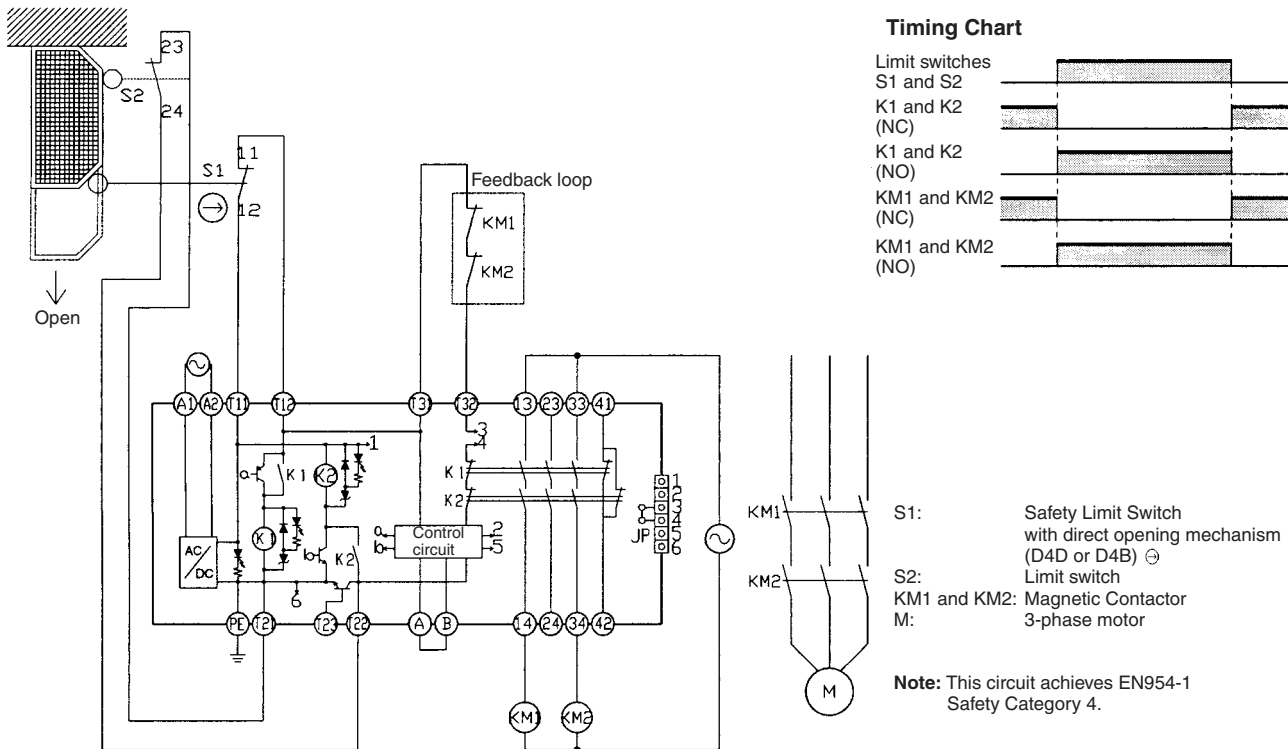 Timing Chart
Limit switches
S1 and S2
K1 and K2
(NC)
K1 and K2
(NO)
KM1 and KM2
(NC)
KM1 and KM2
(NO)
23
S2
24
11
S1
12
Open
Feedback loop
KM1
KM2
A1 A2 T11 T12 T31 T32 13 23 33 41
1
3
4
a K1 K2
K1
K2
1
2
3
4
5
6
JP
AC/DC
K1
b
K2
a
b
Control
circuit
2
5
6
PE T21 T23 T22 A B 14 24 34 42
KM1 KM2
KM1
KM2
M
S1: Safety Limit Switch
with direct opening mechanism
(D4D or D4B)
S2: Limit switch
KM1 and KM2: Magnetic Contactor
M: 3-phase motor
Note: This circuit achieves EN954-1
Safety Category 4.